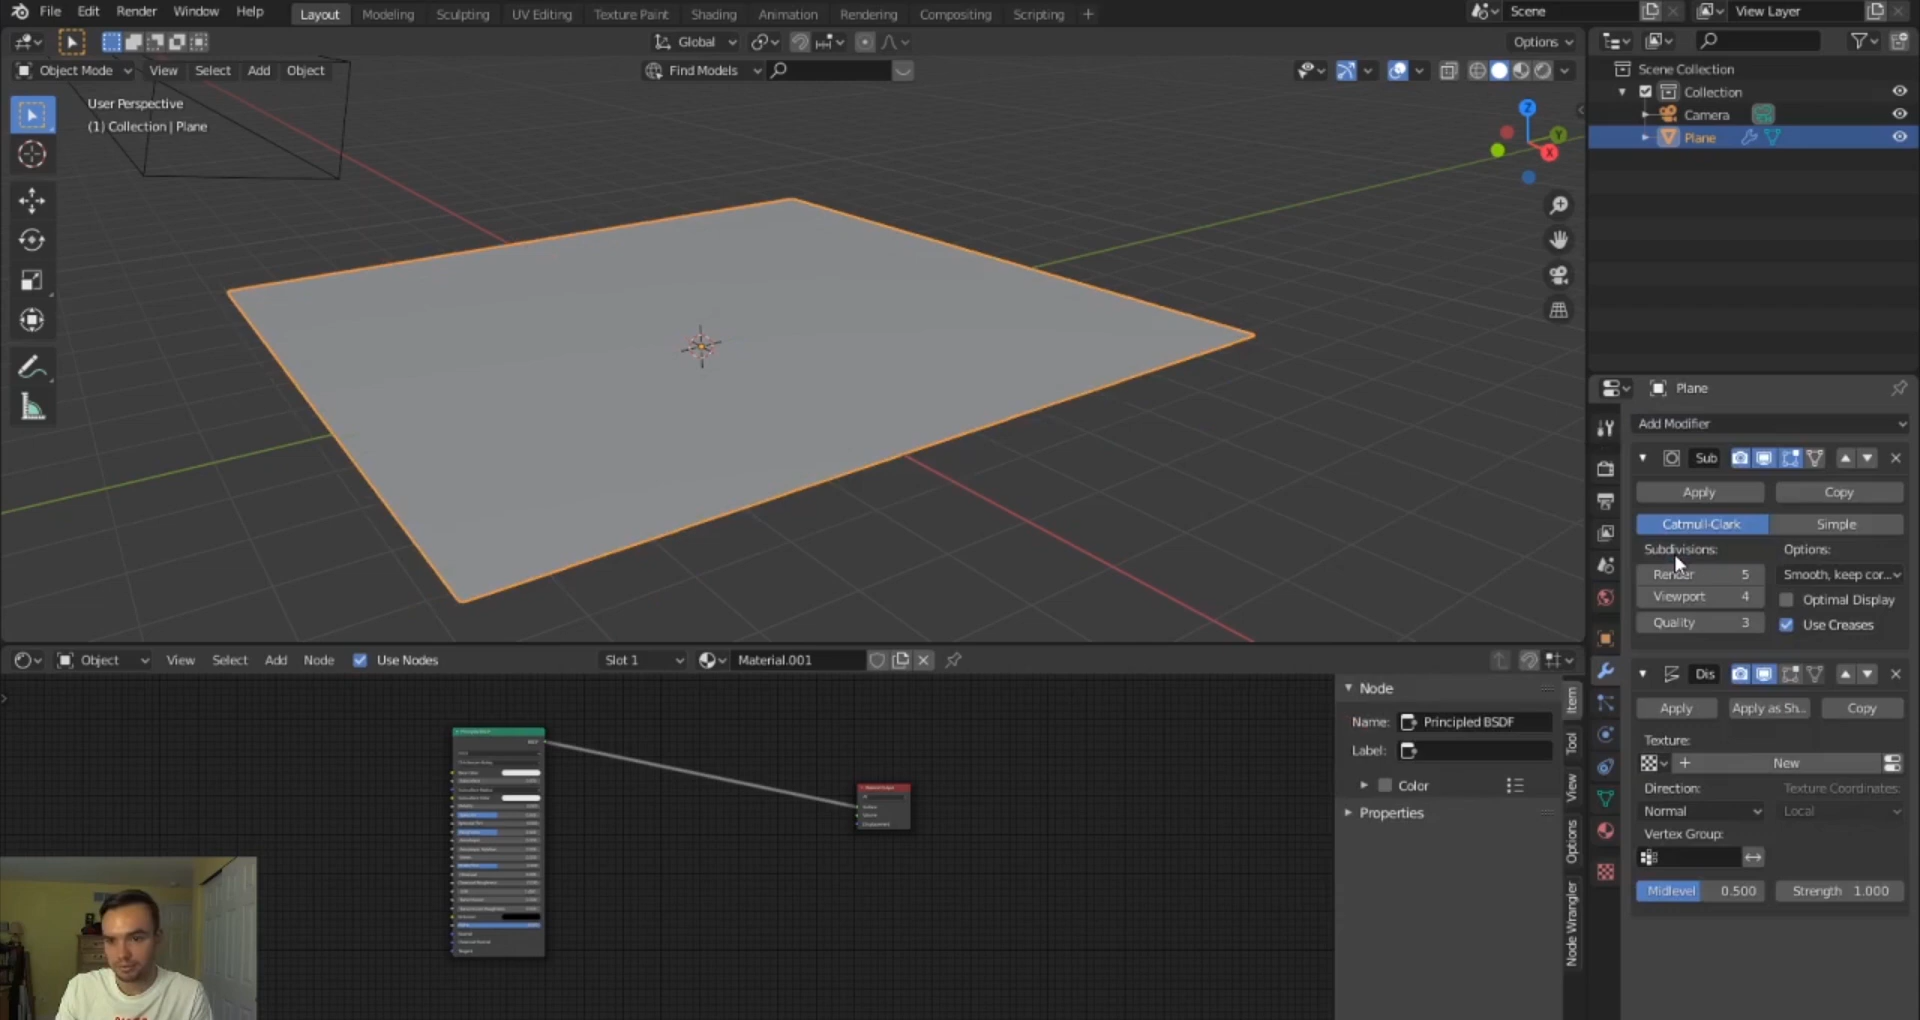 File Edit Render Window Help
Layout Modeling Sculpting UV Editing Texture Paint Shading Animation Rendering Compositing Scripting +
Scene
View Layer
Global
Options
Object Mode View Select Add Object
Find Models
User Perspective
(1) Collection | Plane
Z
Y
X
Scene Collection
Collection
Camera
Plane
Plane
Add Modifier
Sub
Apply Copy
Catmull-Clark Simple
Subdivisions: Options:
Render 5 Smooth, keep cor...
Viewport 4 Optimal Display
Quality 3 Use Creases
Dis
Apply Apply as Sh... Copy
Texture:
+ New
Direction: Texture Coordinates:
Normal Local
Vertex Group:
Midlevel 0.500 Strength 1.000
Object View Select Add Node Use Nodes Slot 1 Material.001
Node
Name: Principled BSDF
Label:
Color
Properties
Item
Tool
View
Options
Node Wrangler